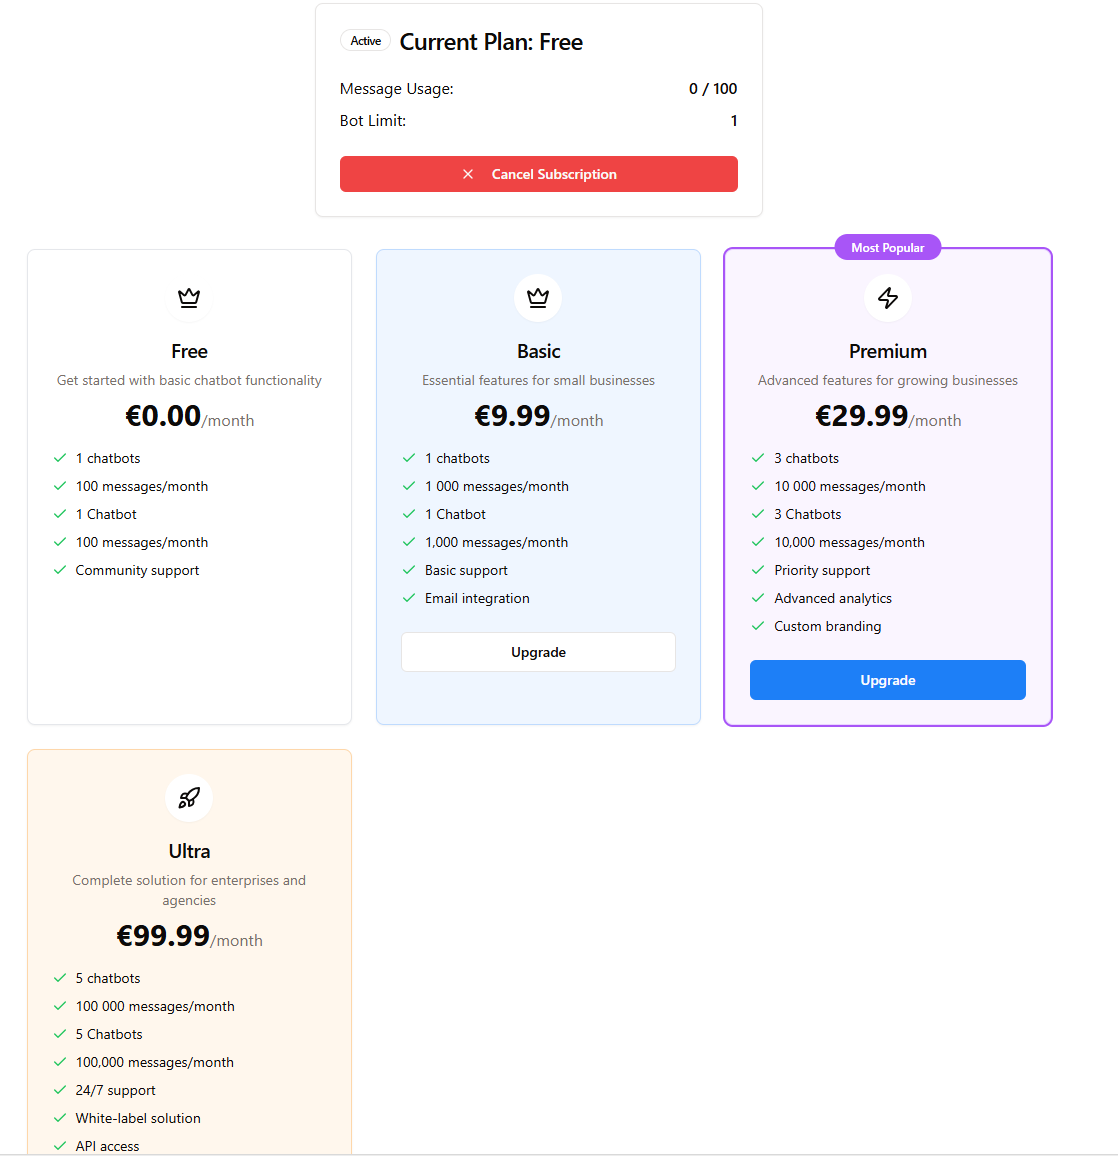 Active
Current Plan: Free
Message Usage: 0 / 100
Bot Limit: 1
Cancel Subscription
Free
Get started with basic chatbot functionality
€0.00/month
1 chatbots
100 messages/month
1 Chatbot
100 messages/month
Community support
Basic
Essential features for small businesses
€9.99/month
1 chatbots
1 000 messages/month
1 Chatbot
1,000 messages/month
Basic support
Email integration
Upgrade
Most Popular
Premium
Advanced features for growing businesses
€29.99/month
3 chatbots
10 000 messages/month
3 Chatbots
10,000 messages/month
Priority support
Advanced analytics
Custom branding
Upgrade
Ultra
Complete solution for enterprises and
agencies
€99.99/month
5 chatbots
100 000 messages/month
5 Chatbots
100,000 messages/month
24/7 support
White-label solution
API access